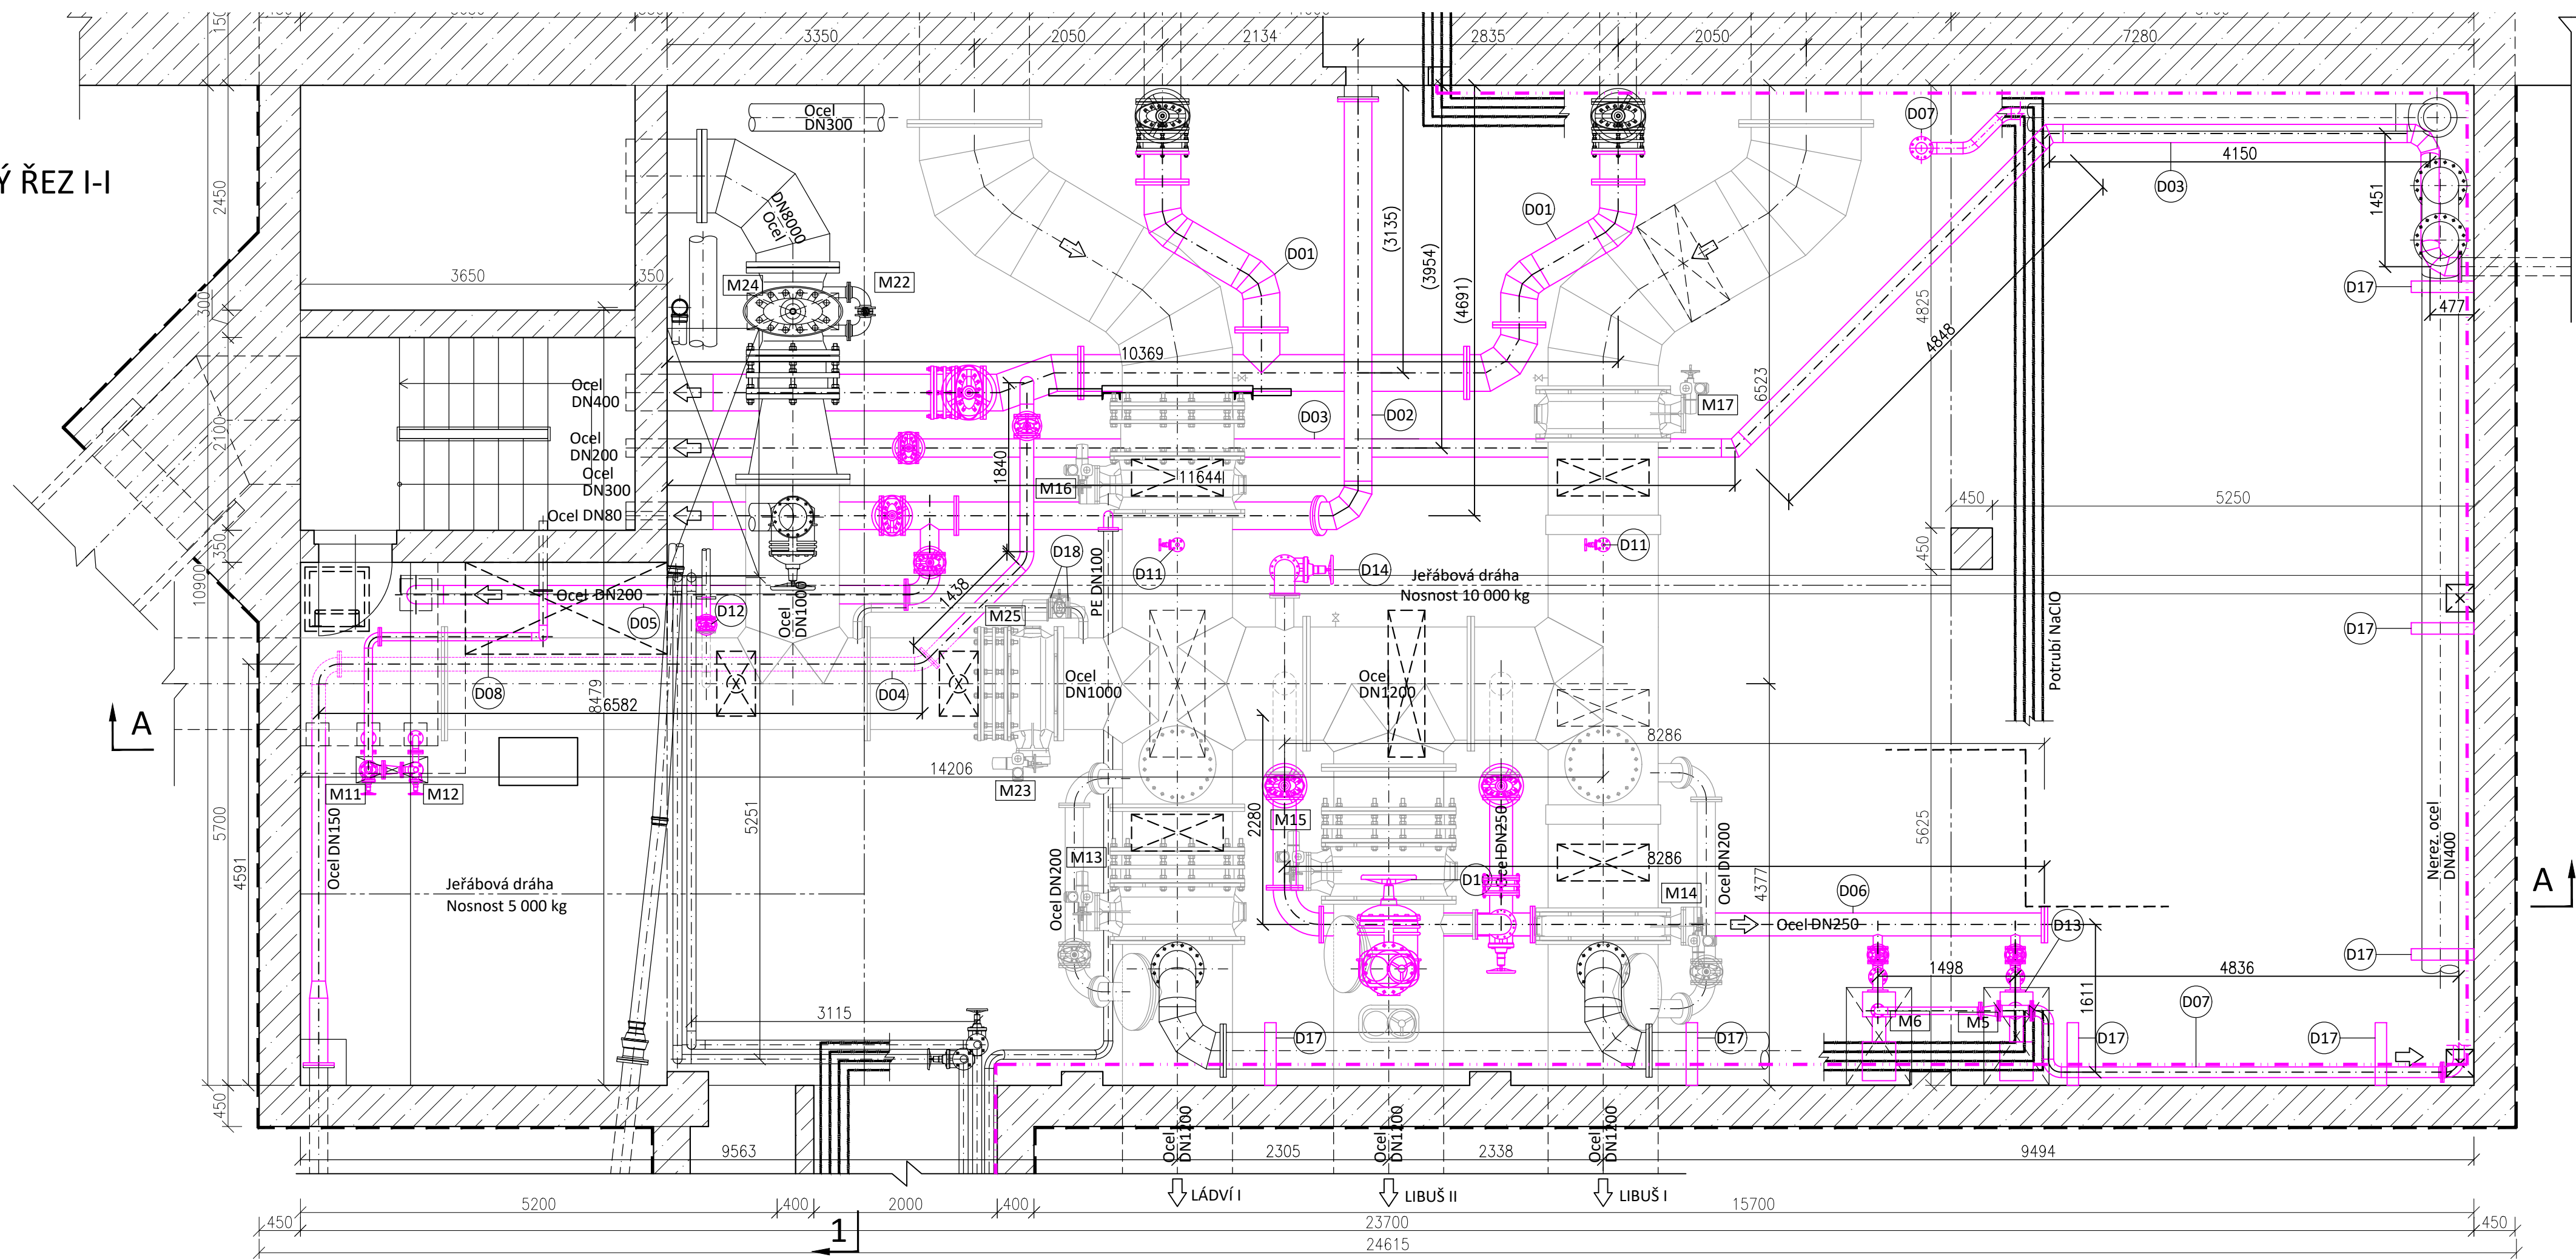 3350
2050
2134
2835
2050
7280
Ý ŘEZ I-I
150
2450
300
2100
350
10900
5700
4591
450
3650
350
Ocel
DN300
DN8000
Ocel
M24
M22
D01
D01
(3135)
(3954)
(4691)
D07
4150
D03
1451
477
D17
4825
4848
6523
10369
Ocel
DN400
Ocel
DN200
Ocel
DN300
Ocel DN80
D03
D02
M17
1840
M16
11644
450
5250
450
D11
D11
D18
D14
PE DN100
Jeřábová dráha
Nosnost 10 000 kg
1438
Ocel DN200
D05
D12
Ocel
DN1000
M25
D17
Potrubí NaClO
D08
D04
Ocel
DN1000
Ocel
DN1200
8479
6582
A
8286
14206
M23
M11
M12
Ocel DN150
5251
2280
M15
Ocel DN250
M13
8286
Ocel DN200
Ocel DN200
5625
4377
Nerez. ocel
DN400
Jeřábová dráha
Nosnost 5 000 kg
M14
D06
A
Ocel DN250
D13
D17
1498
4836
1611
D07
3115
M6
M5
D17
D17
D17
D17
Ocel
DN1200
Ocel
DN1200
Ocel
DN1200
9563
2305
2338
9494
LÁDVÍ I
LIBUŠ II
LIBUŠ I
5200
400
2000
400
15700
450
1
23700
450
24615